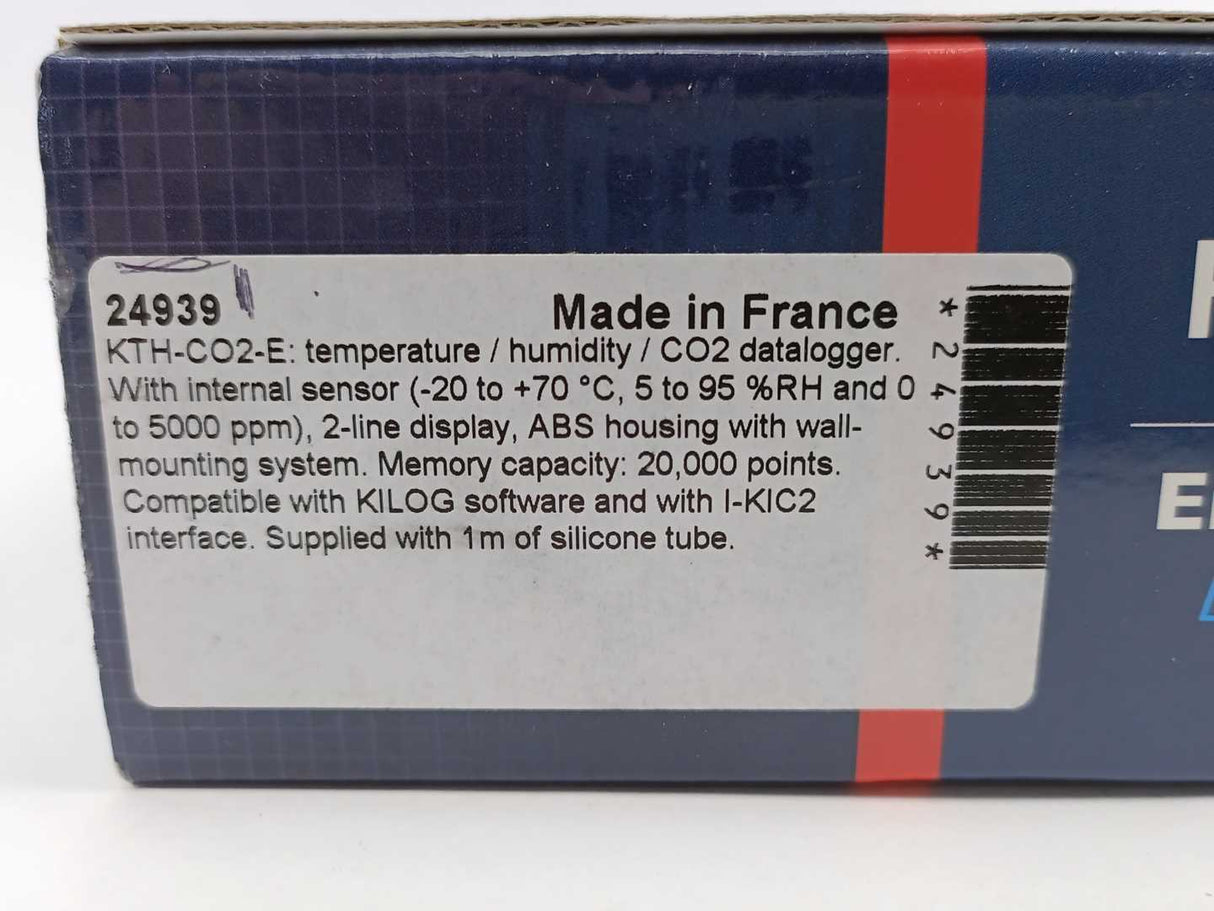 24939 Made in France
KTH-CO2-E: temperature / humidity / CO2 datalogger.
With internal sensor (-20 to +70 °C, 5 to 95 %RH and 0
to 5000 ppm), 2-line display, ABS housing with wall-
mounting system. Memory capacity: 20,000 points.
Compatible with KILOG software and with I-KIC2
interface. Supplied with 1m of silicone tube.
*24939*